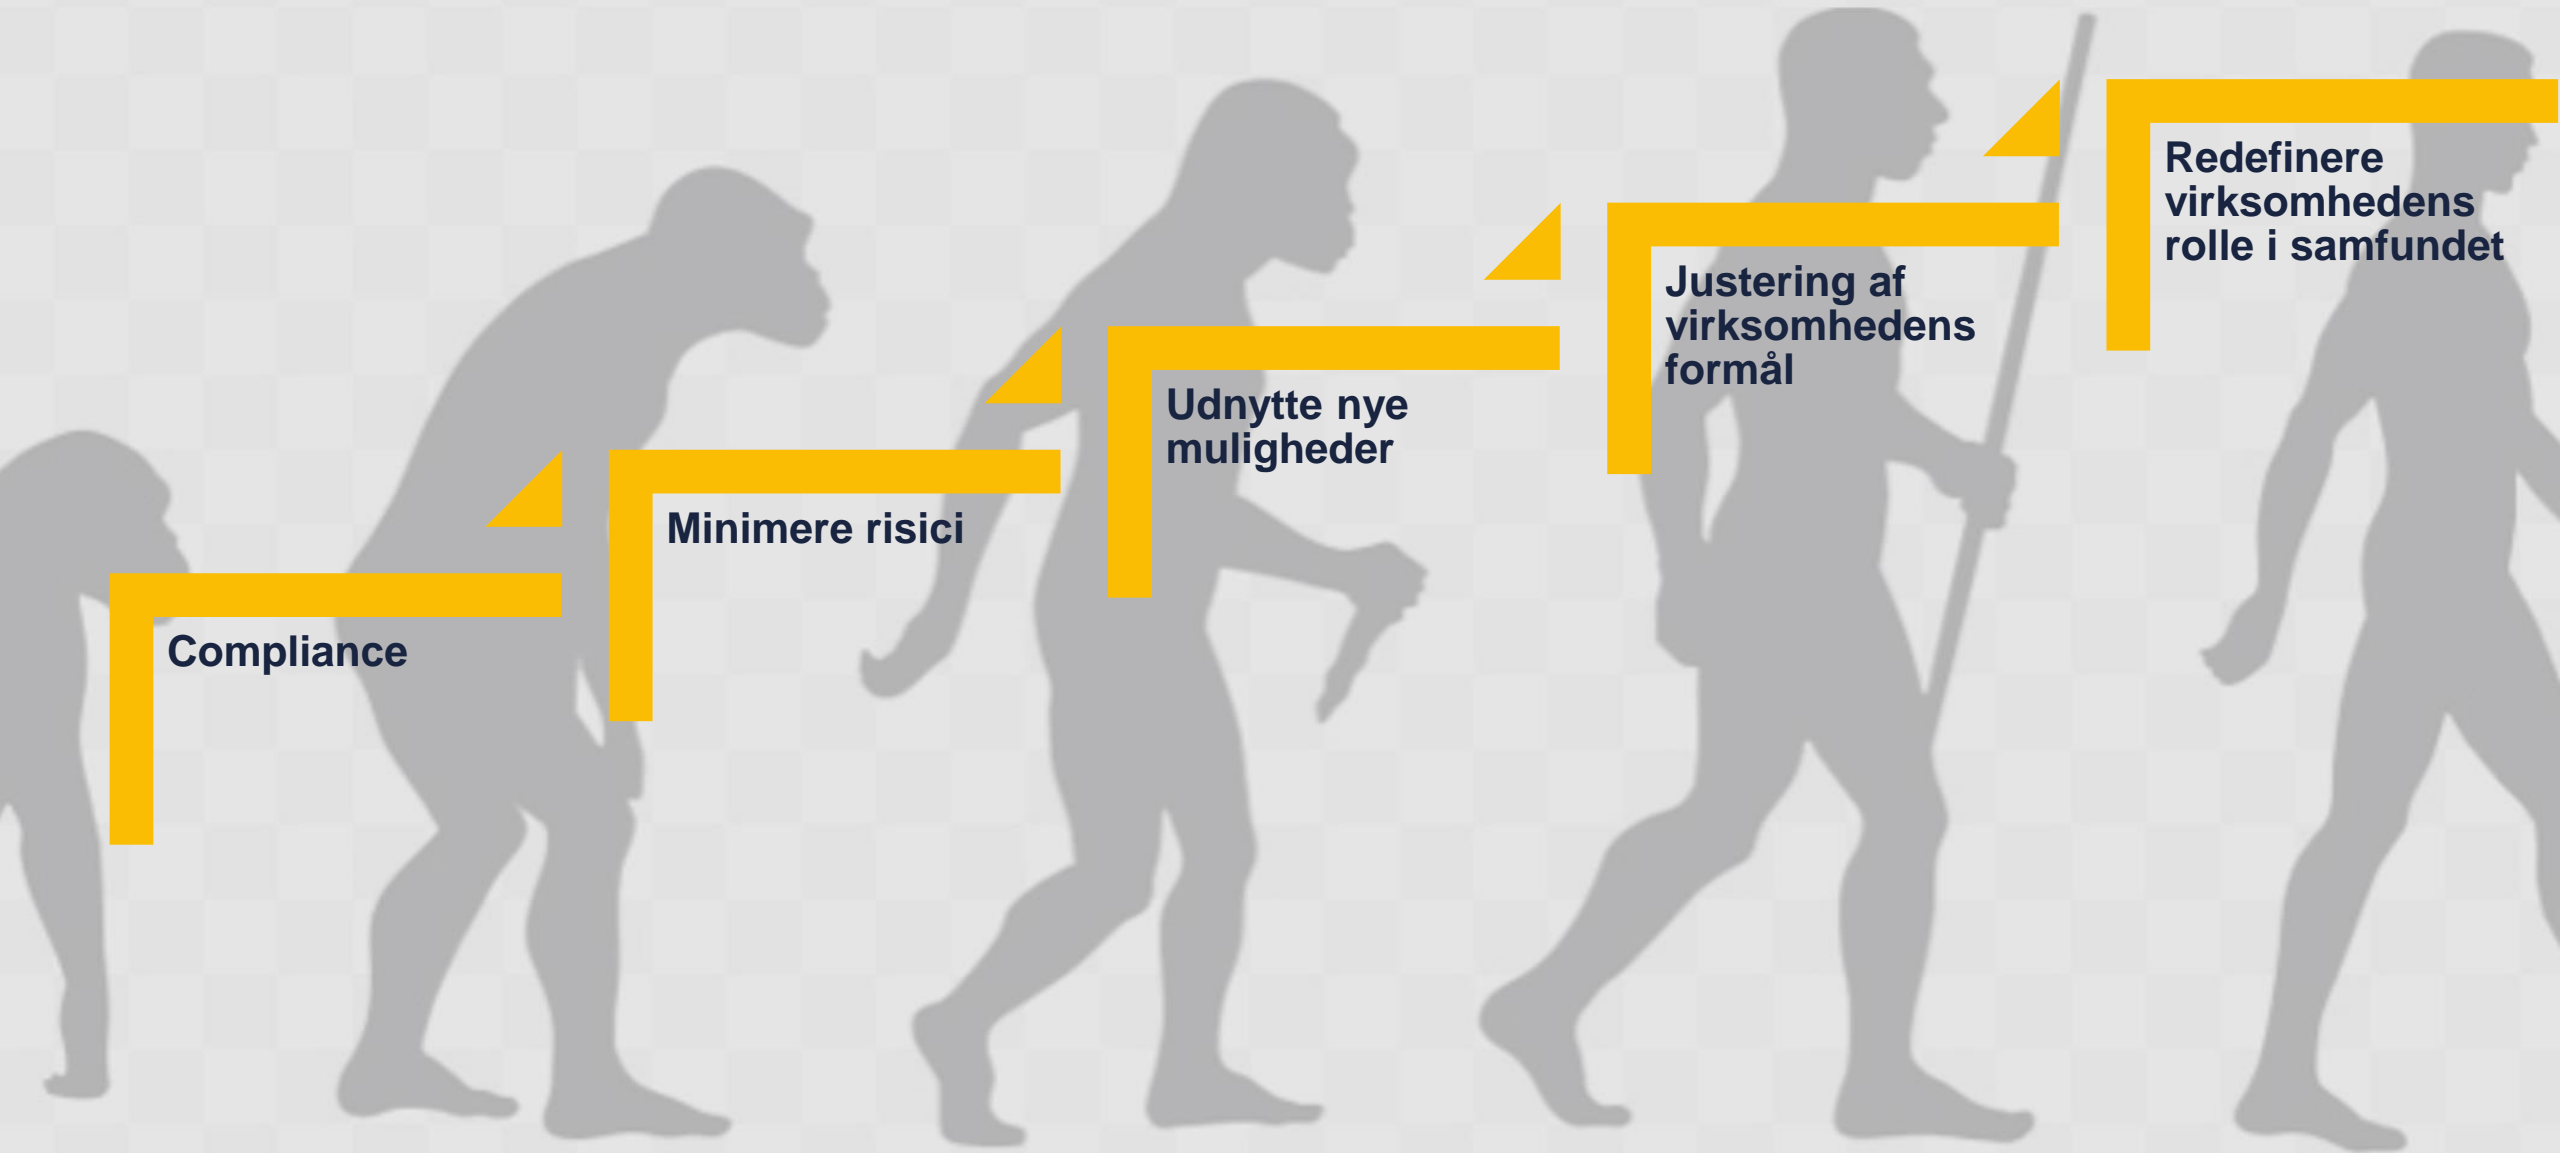 Compliance
Minimere risici
Udnytte nye
muligheder
Justering af
virksomhedens
formål
Redefinere
virksomhedens
rolle i samfundet